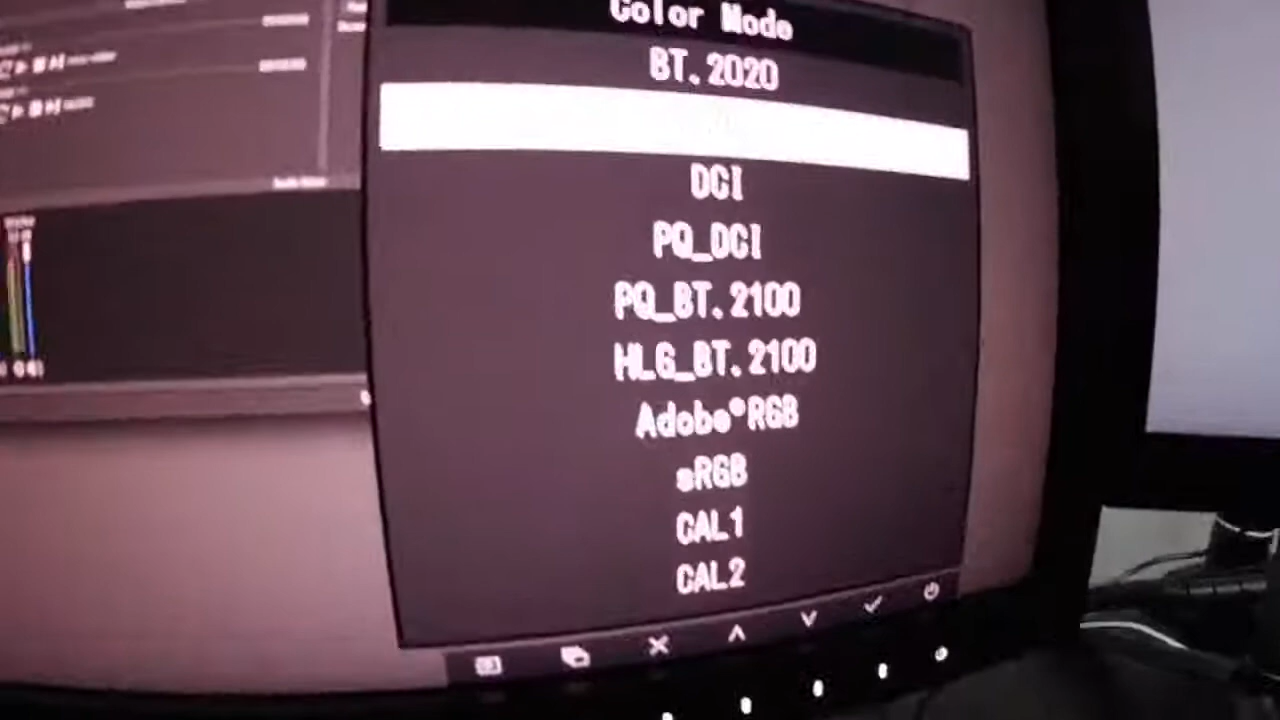 Color Mode
BT.2020
DCI
PQ_DCI
PQ_BT.2100
HLG_BT.2100
Adobe®RGB
sRGB
CAL1
CAL2